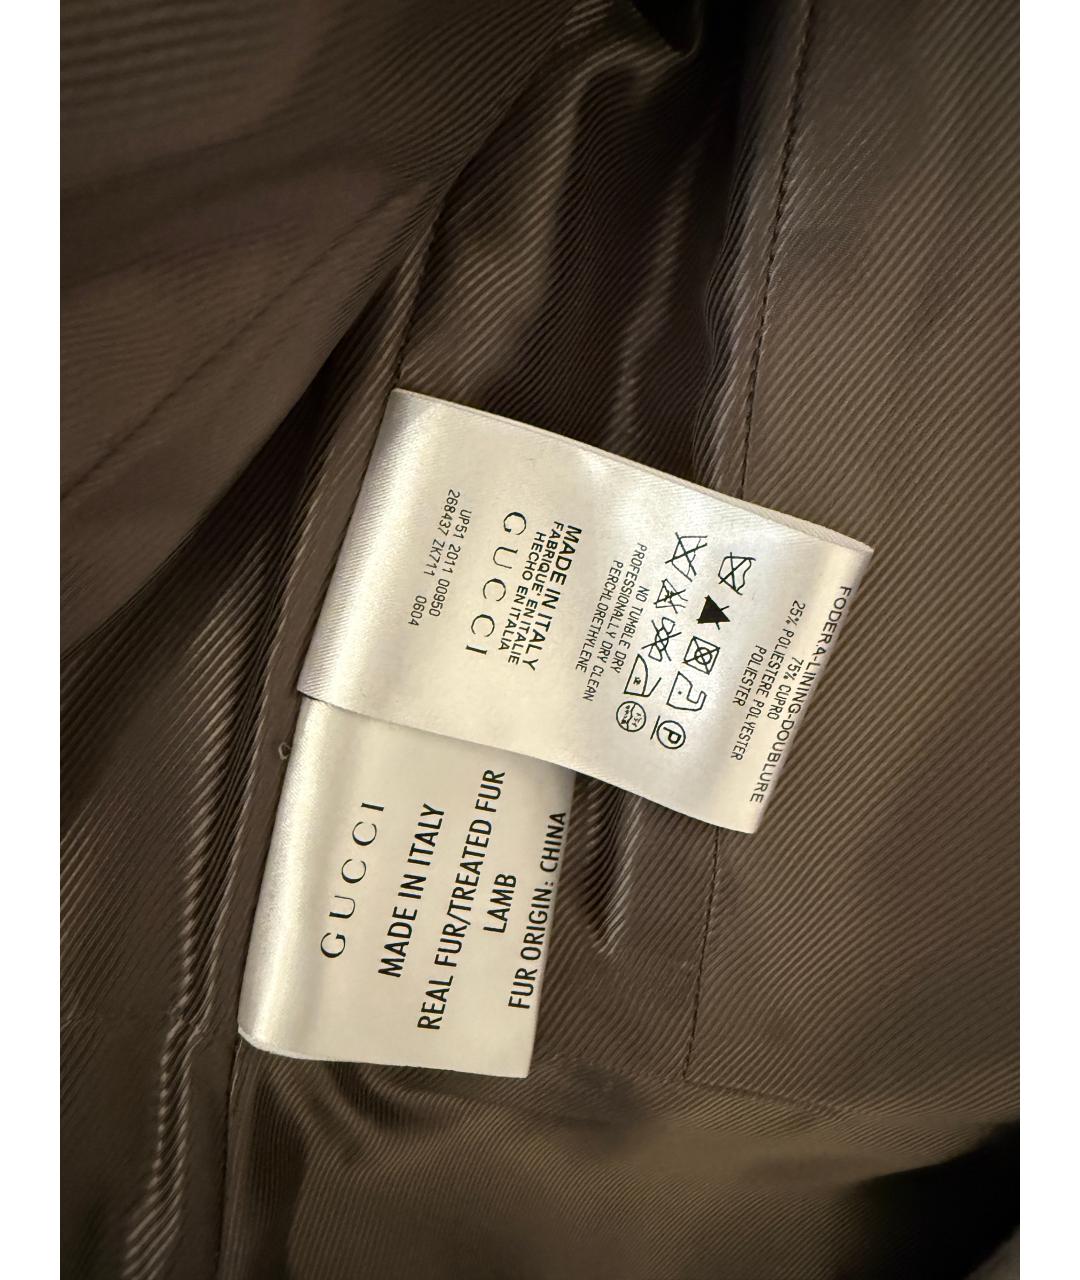 UP51 2011 00950
268437 ZK711 0604
GUCCI
MADE IN ITALY
FABRIQUÉ EN ITALIE
HECHO EN ITALIA
NO TUMBLE DRY
PROFESSIONALLY DRY CLEAN
PERCHLORETHYLENE
P
FODERA-LINING-DOUBLURE
75% CUPRO
25% POLIESTERE POLYESTER
POLIESTER
GUCCI
MADE IN ITALY
REAL FUR/TREATED FUR
LAMB
FUR ORIGIN: CHINA